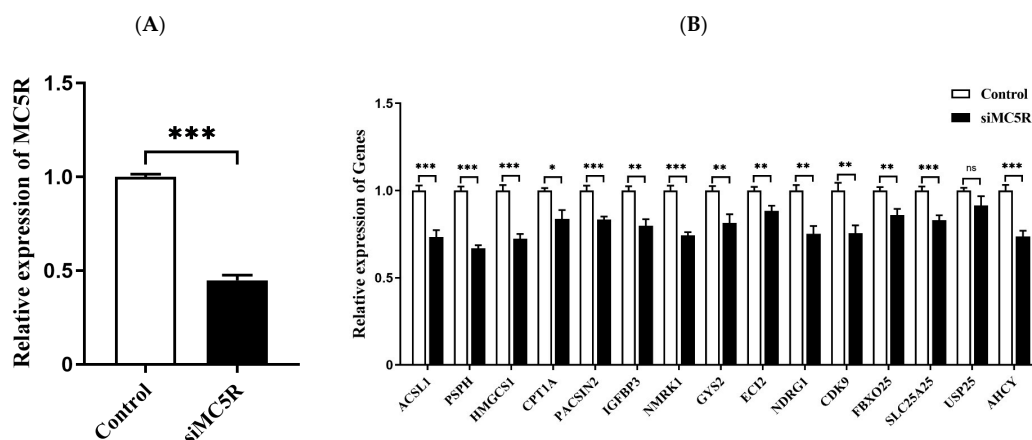 (A)
Relative expression of MC5R
1.5
1.0
0.5
0
***
Control
siMC5R
(B)
Relative expression of Genes
1.5
1.0
0.5
0
Control
siMC5R
*** *** *** * *** ** *** ** ** ** ** ** *** ns ***
ACSL1
PSPH
HMGCS1
CPT1A
PACSIN2
IGFBP3
NMRK1
GYS2
ECI2
NDRG1
CDK9
FBXO25
SLC25A25
USP25
AHCY